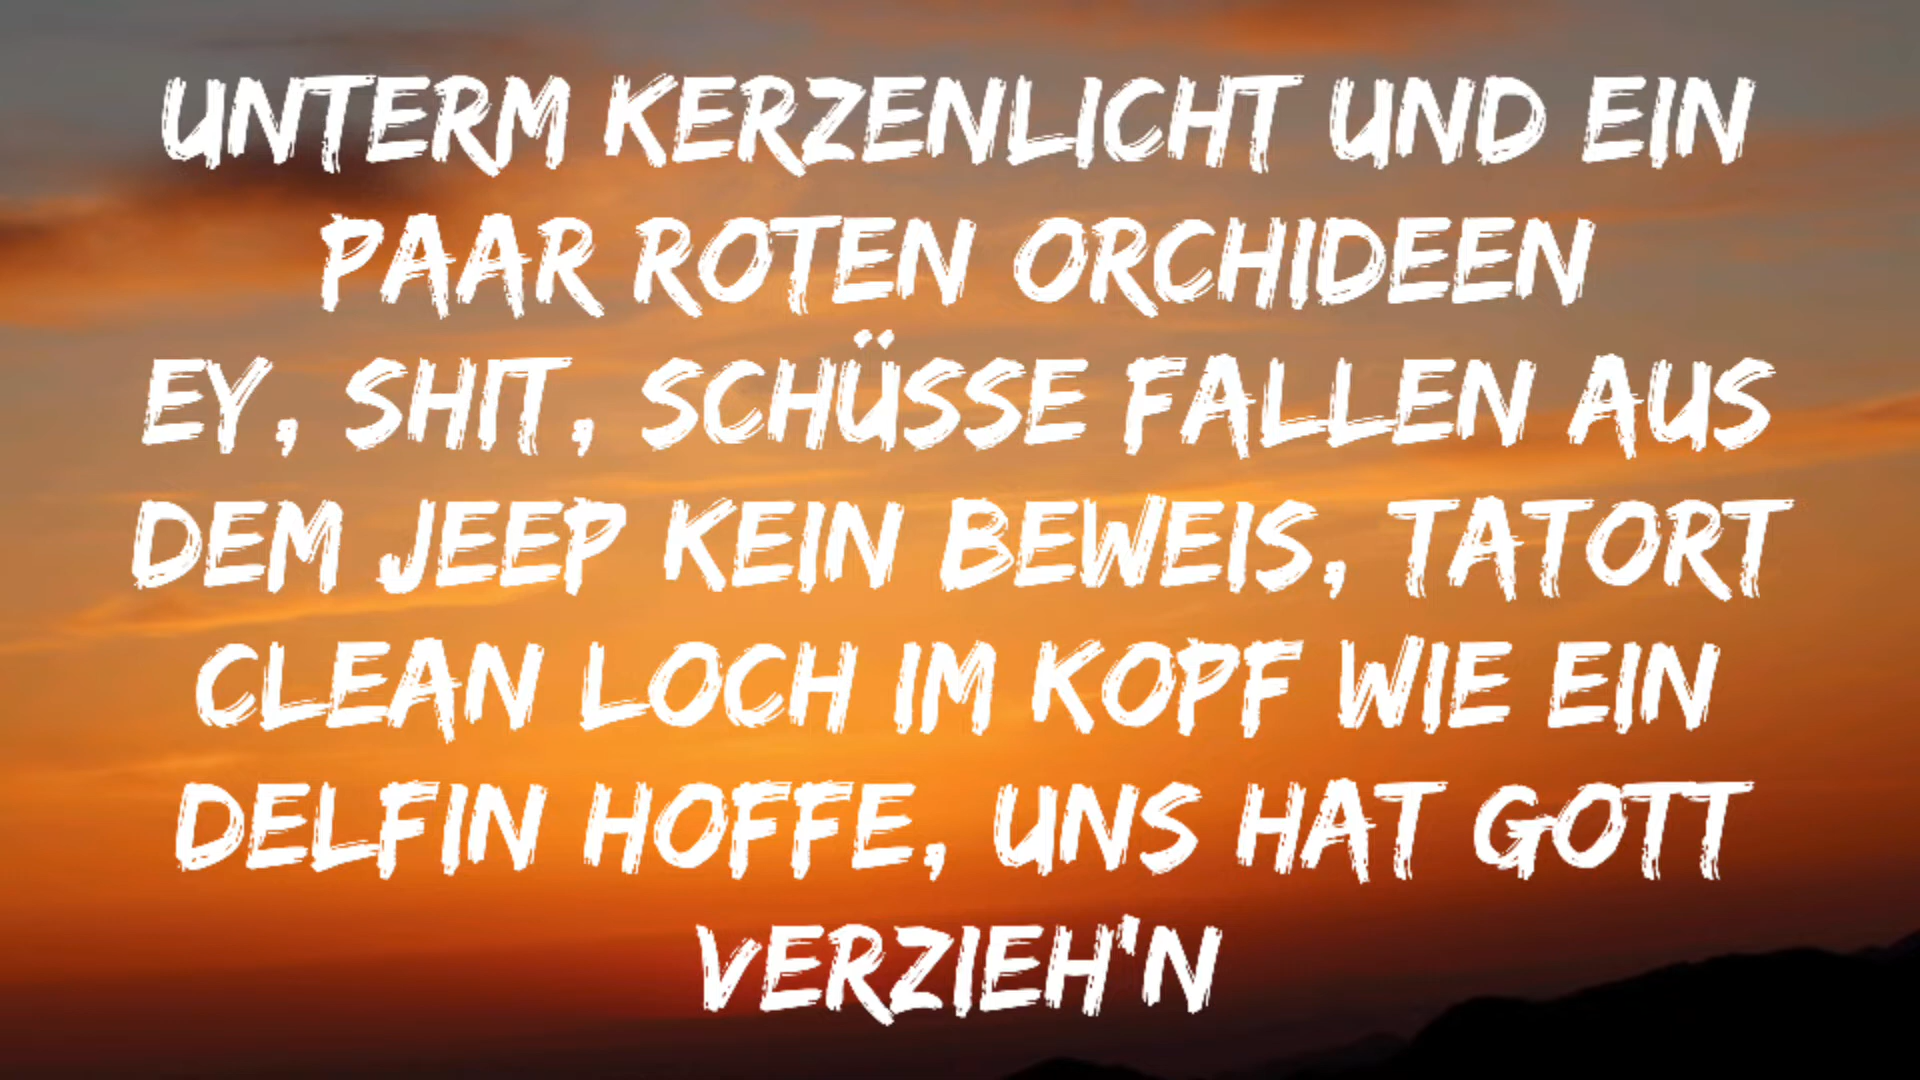 UNTERM KERZENLICHT UND EIN
PAAR ROTEN ORCHIDEEN
EY, SHIT, SCHÜSSE FALLEN AUS
DEM JEEP KEIN BEWEIS, TATORT
CLEAN LOCH IM KOPF WIE EIN
DELFIN HOFFE, UNS HAT GOTT
VERZIEH'N